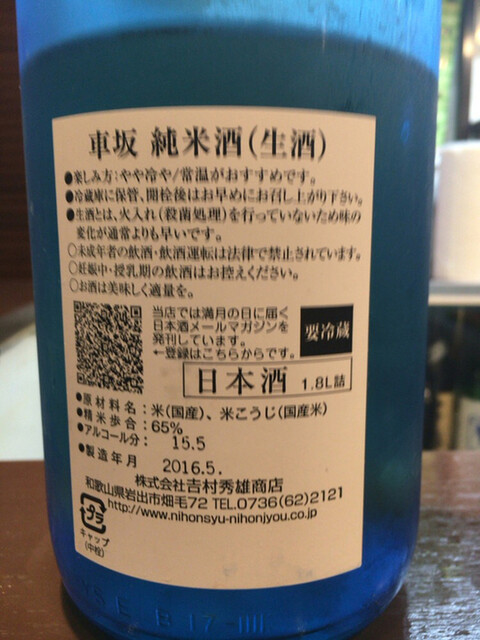 車坂 純米酒(生酒)
●楽しみ方:やや冷や/常温がおすすめです。
●冷蔵庫に保管、開栓後はお早めにお召し上がり下さい。
●生酒とは、火入れ(殺菌処理)を行っていないため味の
変化が通常よりも早いです。
○未成年者の飲酒・飲酒運転は法律で禁止されています。
○妊娠中・授乳期の飲酒はお控えください。
○お酒は美味しく適量を。
当店では満月の日に届く
日本酒メールマガジンを
発刊しています。
←登録はこちらからです。
要冷蔵
日本酒 1.8L詰
●原材料名:米(国産)、米こうじ(国産米)
●精米歩合:65%
●アルコール分: 15.5
●製造年月 2016.5.
株式会社吉村秀雄商店
和歌山県岩出市畑毛72 TEL.0736(62)2121
http://www.nihonsyu-nihonjyou.co.jp
プラ
キャップ
(中栓)